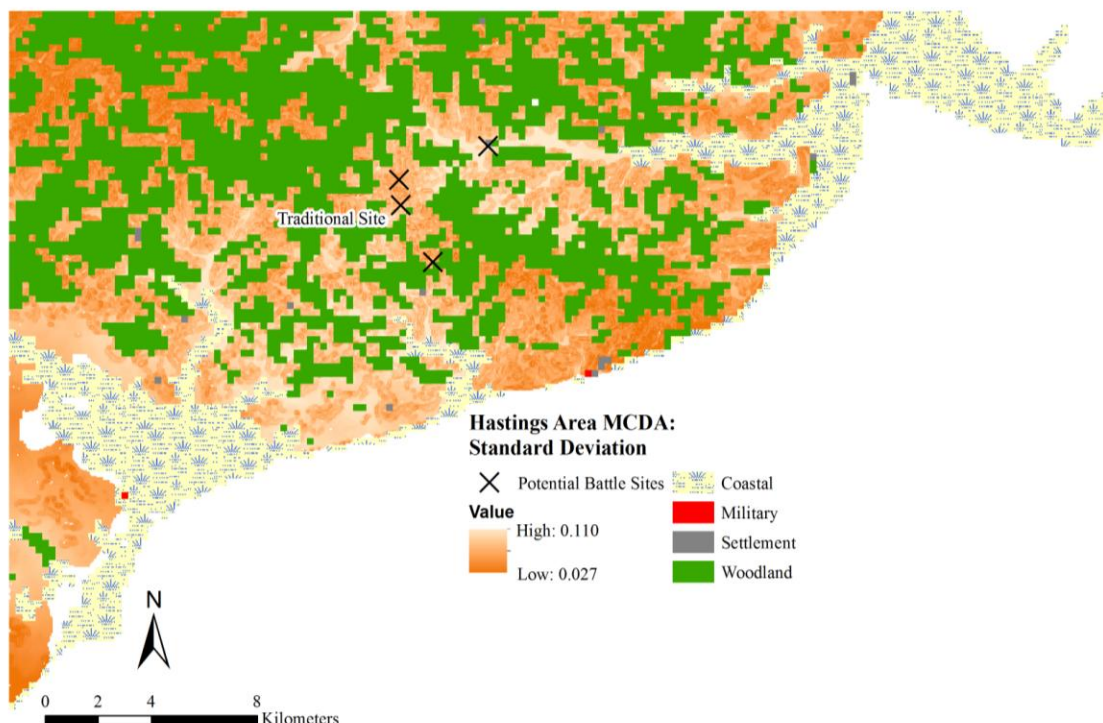 Traditional Site
Hastings Area MCDA:
Standard Deviation
Potential Battle Sites
Value
High: 0.110
Low: 0.027
Coastal
Military
Settlement
Woodland
N
0 2 4 8
Kilometers